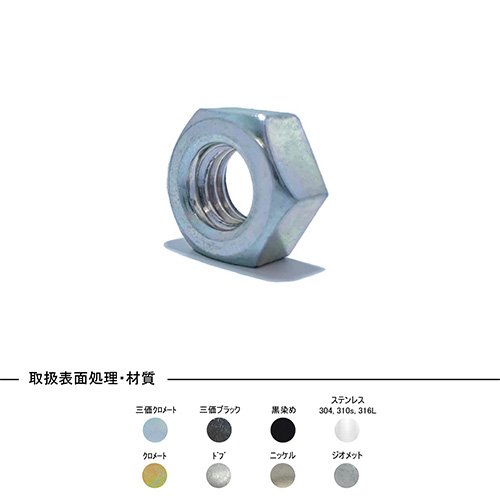 取扱表面処理・材質
三価ｸﾛﾒｰﾄ
三価ブラック
黒染め
ステンレス
304, 310s, 316L
ｸﾛﾒｰﾄ
ﾄﾞﾌﾞ
ニッケル
ジオメット